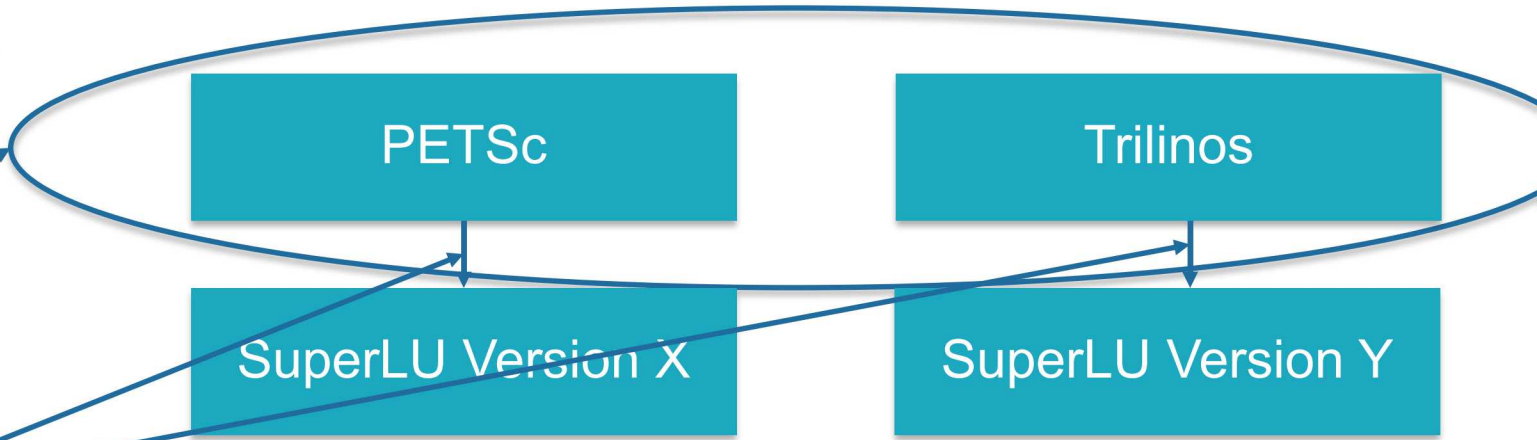 PETSc
Trilinos
SuperLU Version X
SuperLU Version Y